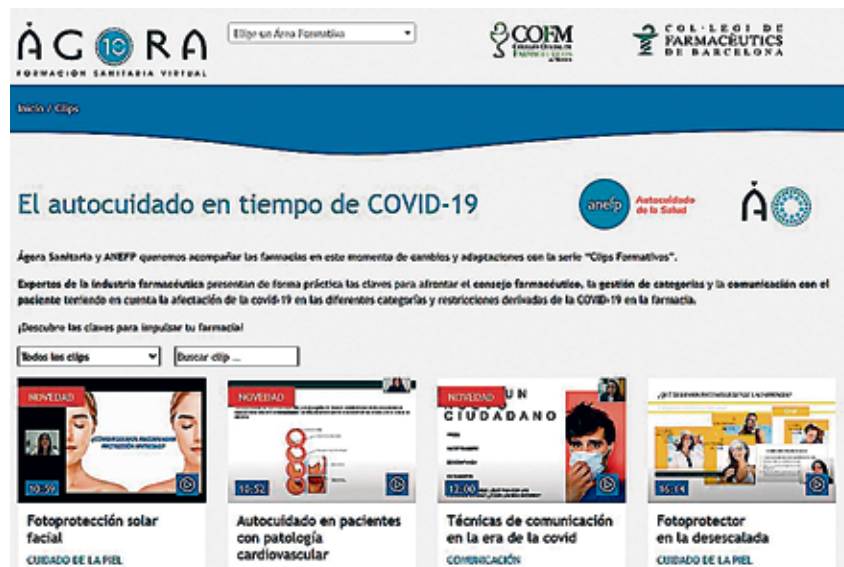 ÀG10RA
FORMACIÓN SANITARIA VIRTUAL
Elige un Área Formativa
COFM
COL·LEGI DE
FARMACÈUTICS
DE BARCELONA
Inicio / Clips
El autocuidado en tiempo de COVID-19
anefp
Autocuidado
de la Salud
Ágora Sanitaria y ANEFP queremos acompañar las farmacias en este momento de cambios y adaptaciones con la serie "Clips Formativos".
Expertos de la industria farmacéutica presentan de forma práctica las claves para afrontar el consejo farmacéutico, la gestión de categorías y la comunicación con el
paciente teniendo en cuenta la afectación de la covid-19 en las diferentes categorías y restricciones derivadas de la COVID-19 en la farmacia.
¡Descubre las claves para impulsar tu farmacia!
Todos los clips
Buscar clip ...
NOVEDAD
10:59
Fotoprotección solar
facial
CUIDADO DE LA PIEL
NOVEDAD
10:52
Autocuidado en pacientes
con patología
cardiovascular
NOVEDAD
UN
CIUDADANO
12:00
Técnicas de comunicación
en la era de la covid
COMUNICACIÓN
16:14
Fotoprotector
en la desescalada
CUIDADO DE LA PIEL